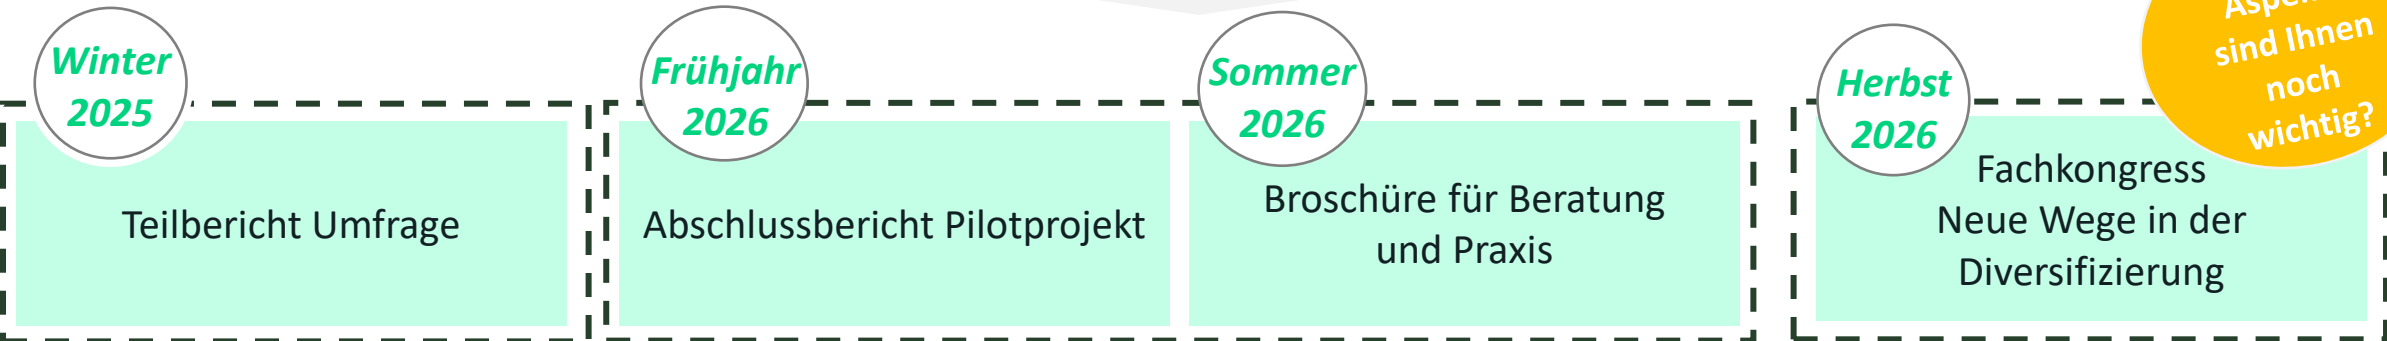 Winter
2025
Teilbericht Umfrage
Frühjahr
2026
Abschlussbericht Pilotprojekt
Sommer
2026
Broschüre für Beratung
und Praxis
Herbst
2026
Fachkongress
Neue Wege in der
Diversifizierung
sind Ihnen
noch
wichtig?